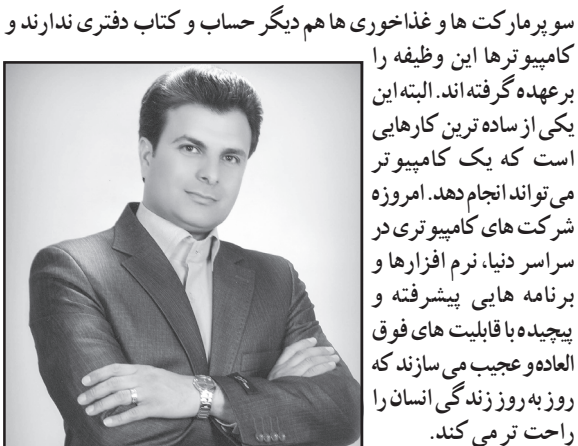 سوپرمارکت ها و غذاخوری ها هم دیگر حساب و کتاب دفتری ندارند و
کامپیوترها این وظیفه را
برعهده گرفته‌اند. البته این
یکی از ساده ترین کارهایی
است که یک کامپیوتر
می‌تواند انجام دهد. امروزه
شرکت های کامپیوتری در
سراسر دنیا، نرم افزارها و
برنامه هایی پیشرفته و
پیچیده با قابلیت های فوق
العاده و عجیب می سازند که
روز به روز زندگی انسان را
راحت تر می کند.